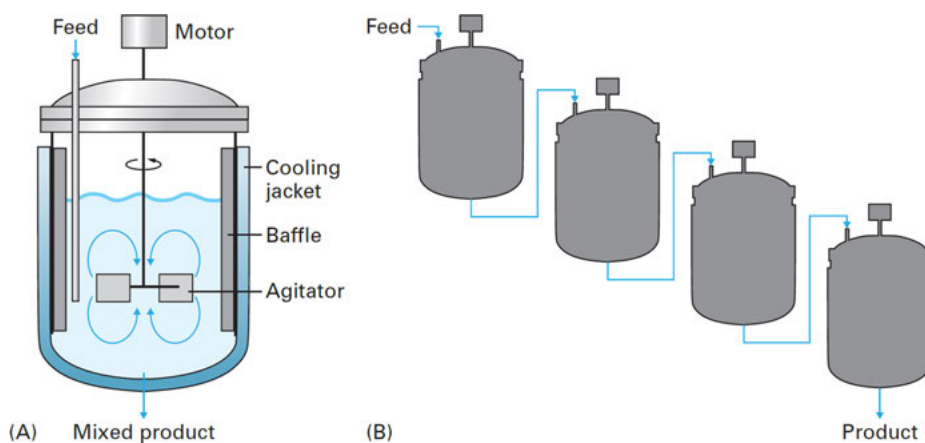 Feed
Motor
Cooling
jacket
Baffle
Agitator
(A)
Mixed product
Feed
(B)
Product